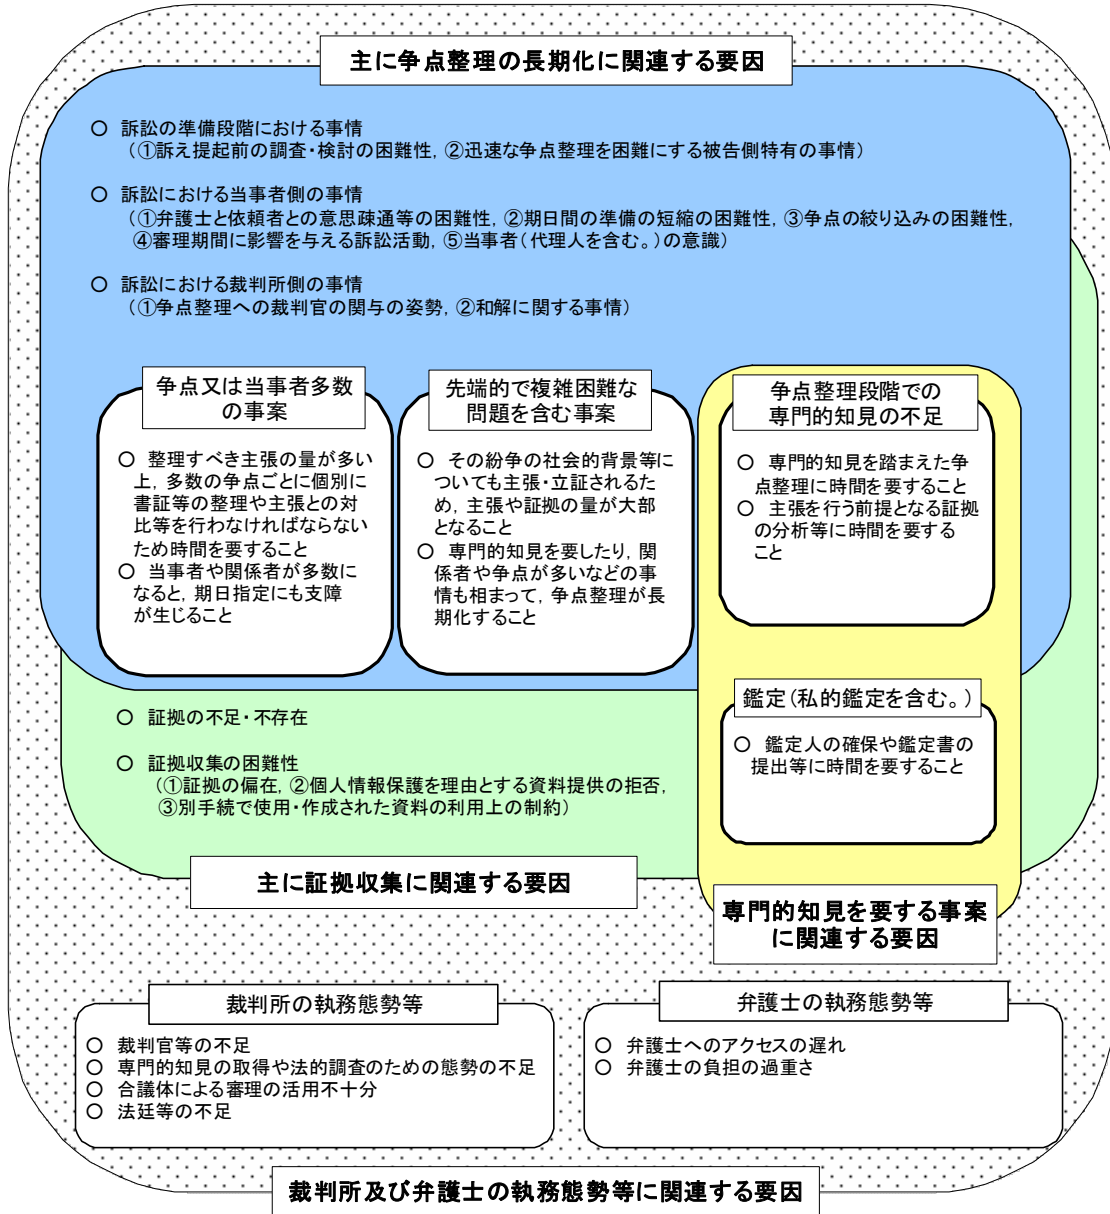 主に争点整理の長期化に関連する要因
○ 訴訟の準備段階における事情
（①訴え提起前の調査・検討の困難性，②迅速な争点整理を困難にする被告側特有の事情）
○ 訴訟における当事者側の事情
（①弁護士と依頼者との意思疎通等の困難性，②期日間の準備の短縮の困難性，③争点の絞り込みの困難性，
④審理期間に影響を与える訴訟活動，⑤当事者（代理人を含む。）の意識）
○ 訴訟における裁判所側の事情
（①争点整理への裁判官の関与の姿勢，②和解に関する事情）
争点又は当事者多数
の事案
○ 整理すべき主張の量が多い
上，多数の争点ごとに個別に
書証等の整理や主張との対
比等を行わなければならない
ため時間を要すること
○ 当事者や関係者が多数に
なると，期日指定にも支障
が生じること
先端的で複雑困難な
問題を含む事案
○ その紛争の社会的背景等に
ついても主張・立証されるた
め，主張や証拠の量が大部
となること
○ 専門的知見を要したり，関
係者や争点が多いなどの事
情も相まって，争点整理が長
期化すること
争点整理段階での
専門的知見の不足
○ 専門的知見を踏まえた争
点整理に時間を要すること
○ 主張を行う前提となる証拠
の分析等に時間を要する
こと
鑑定（私的鑑定を含む。）
○ 鑑定人の確保や鑑定書の
提出等に時間を要すること
○ 証拠の不足・不存在
○ 証拠収集の困難性
（①証拠の偏在，②個人情報保護を理由とする資料提供の拒否，
③別手続で使用・作成された資料の利用上の制約）
主に証拠収集に関連する要因
専門的知見を要する事案
に関連する要因
裁判所の執務態勢等
○ 裁判官等の不足
○ 専門的知見の取得や法的調査のための態勢の不足
○ 合議体による審理の活用不十分
○ 法廷等の不足
弁護士の執務態勢等
○ 弁護士へのアクセスの遅れ
○ 弁護士の負担の過重さ
裁判所及び弁護士の執務態勢等に関連する要因